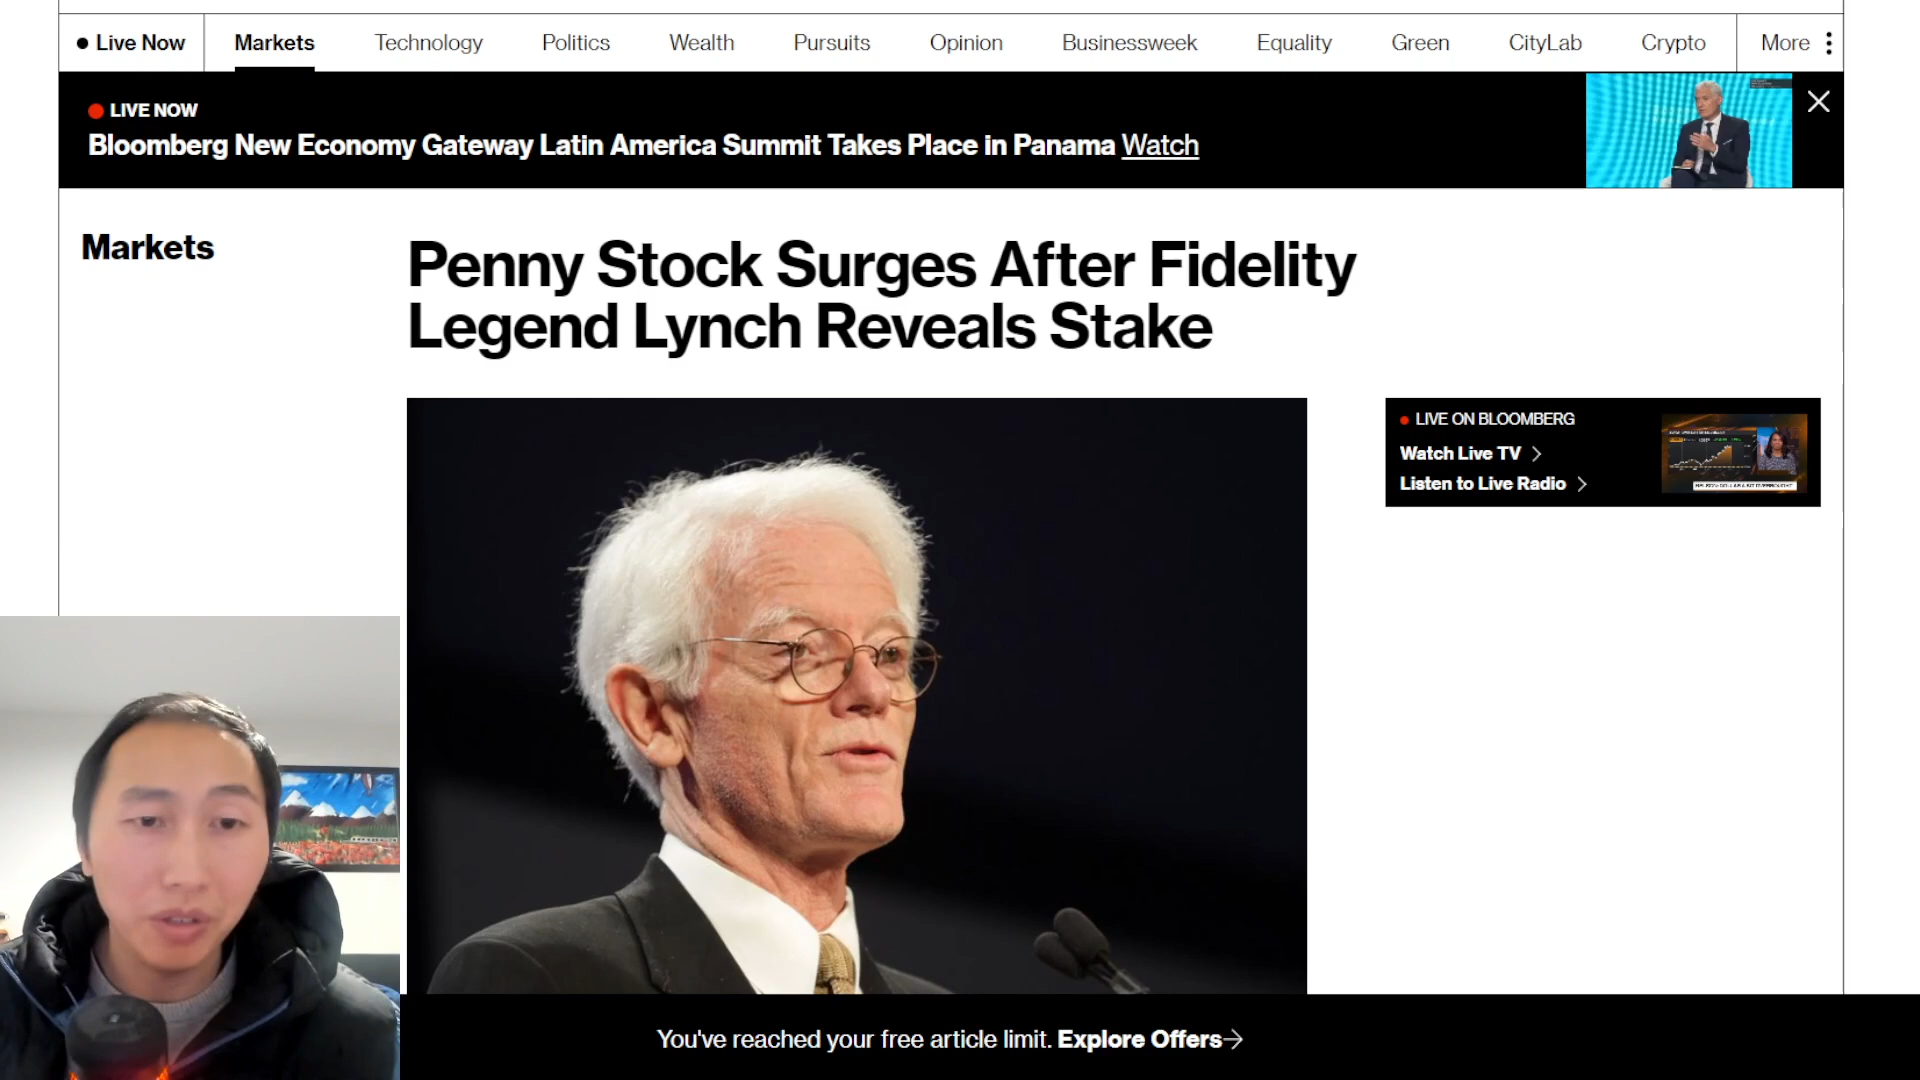 Live Now
Markets
Technology
Politics
Wealth
Pursuits
Opinion
Businessweek
Equality
Green
CityLab
Crypto
More
LIVE NOW
Bloomberg New Economy Gateway Latin America Summit Takes Place in Panama Watch
Markets
Penny Stock Surges After Fidelity
Legend Lynch Reveals Stake
LIVE ON BLOOMBERG
Watch Live TV
Listen to Live Radio
You've reached your free article limit. Explore Offers